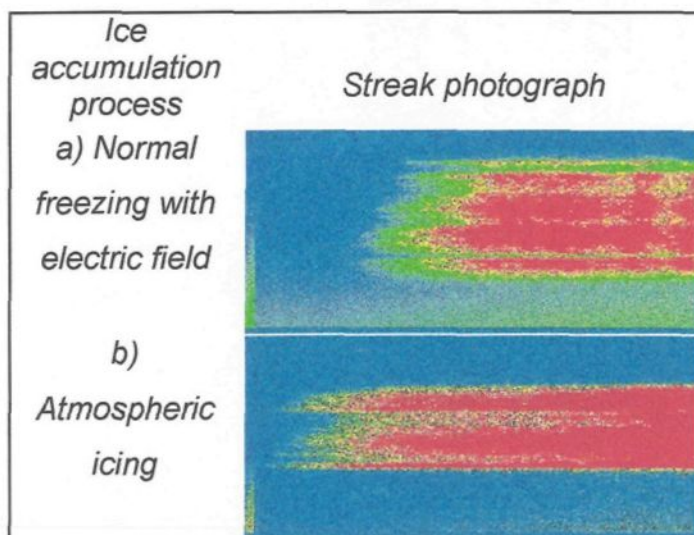 Ice
accumulation
process
Streak photograph
a) Normal
freezing with
electric field
b)
Atmospheric
icing